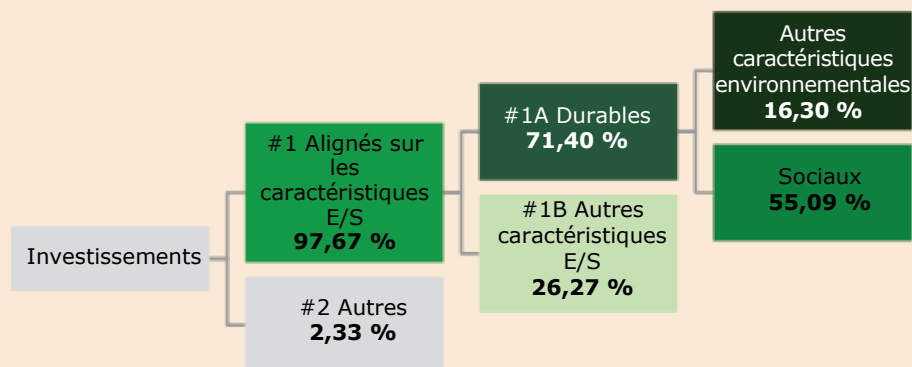 Investissements
#1 Alignés sur
les
caractéristiques
E/S
97,67 %
#2 Autres
2,33 %
#1A Durables
71,40 %
#1B Autres
caractéristiques
E/S
26,27 %
Autres
caractéristiques
environnementales
16,30 %
Sociaux
55,09 %